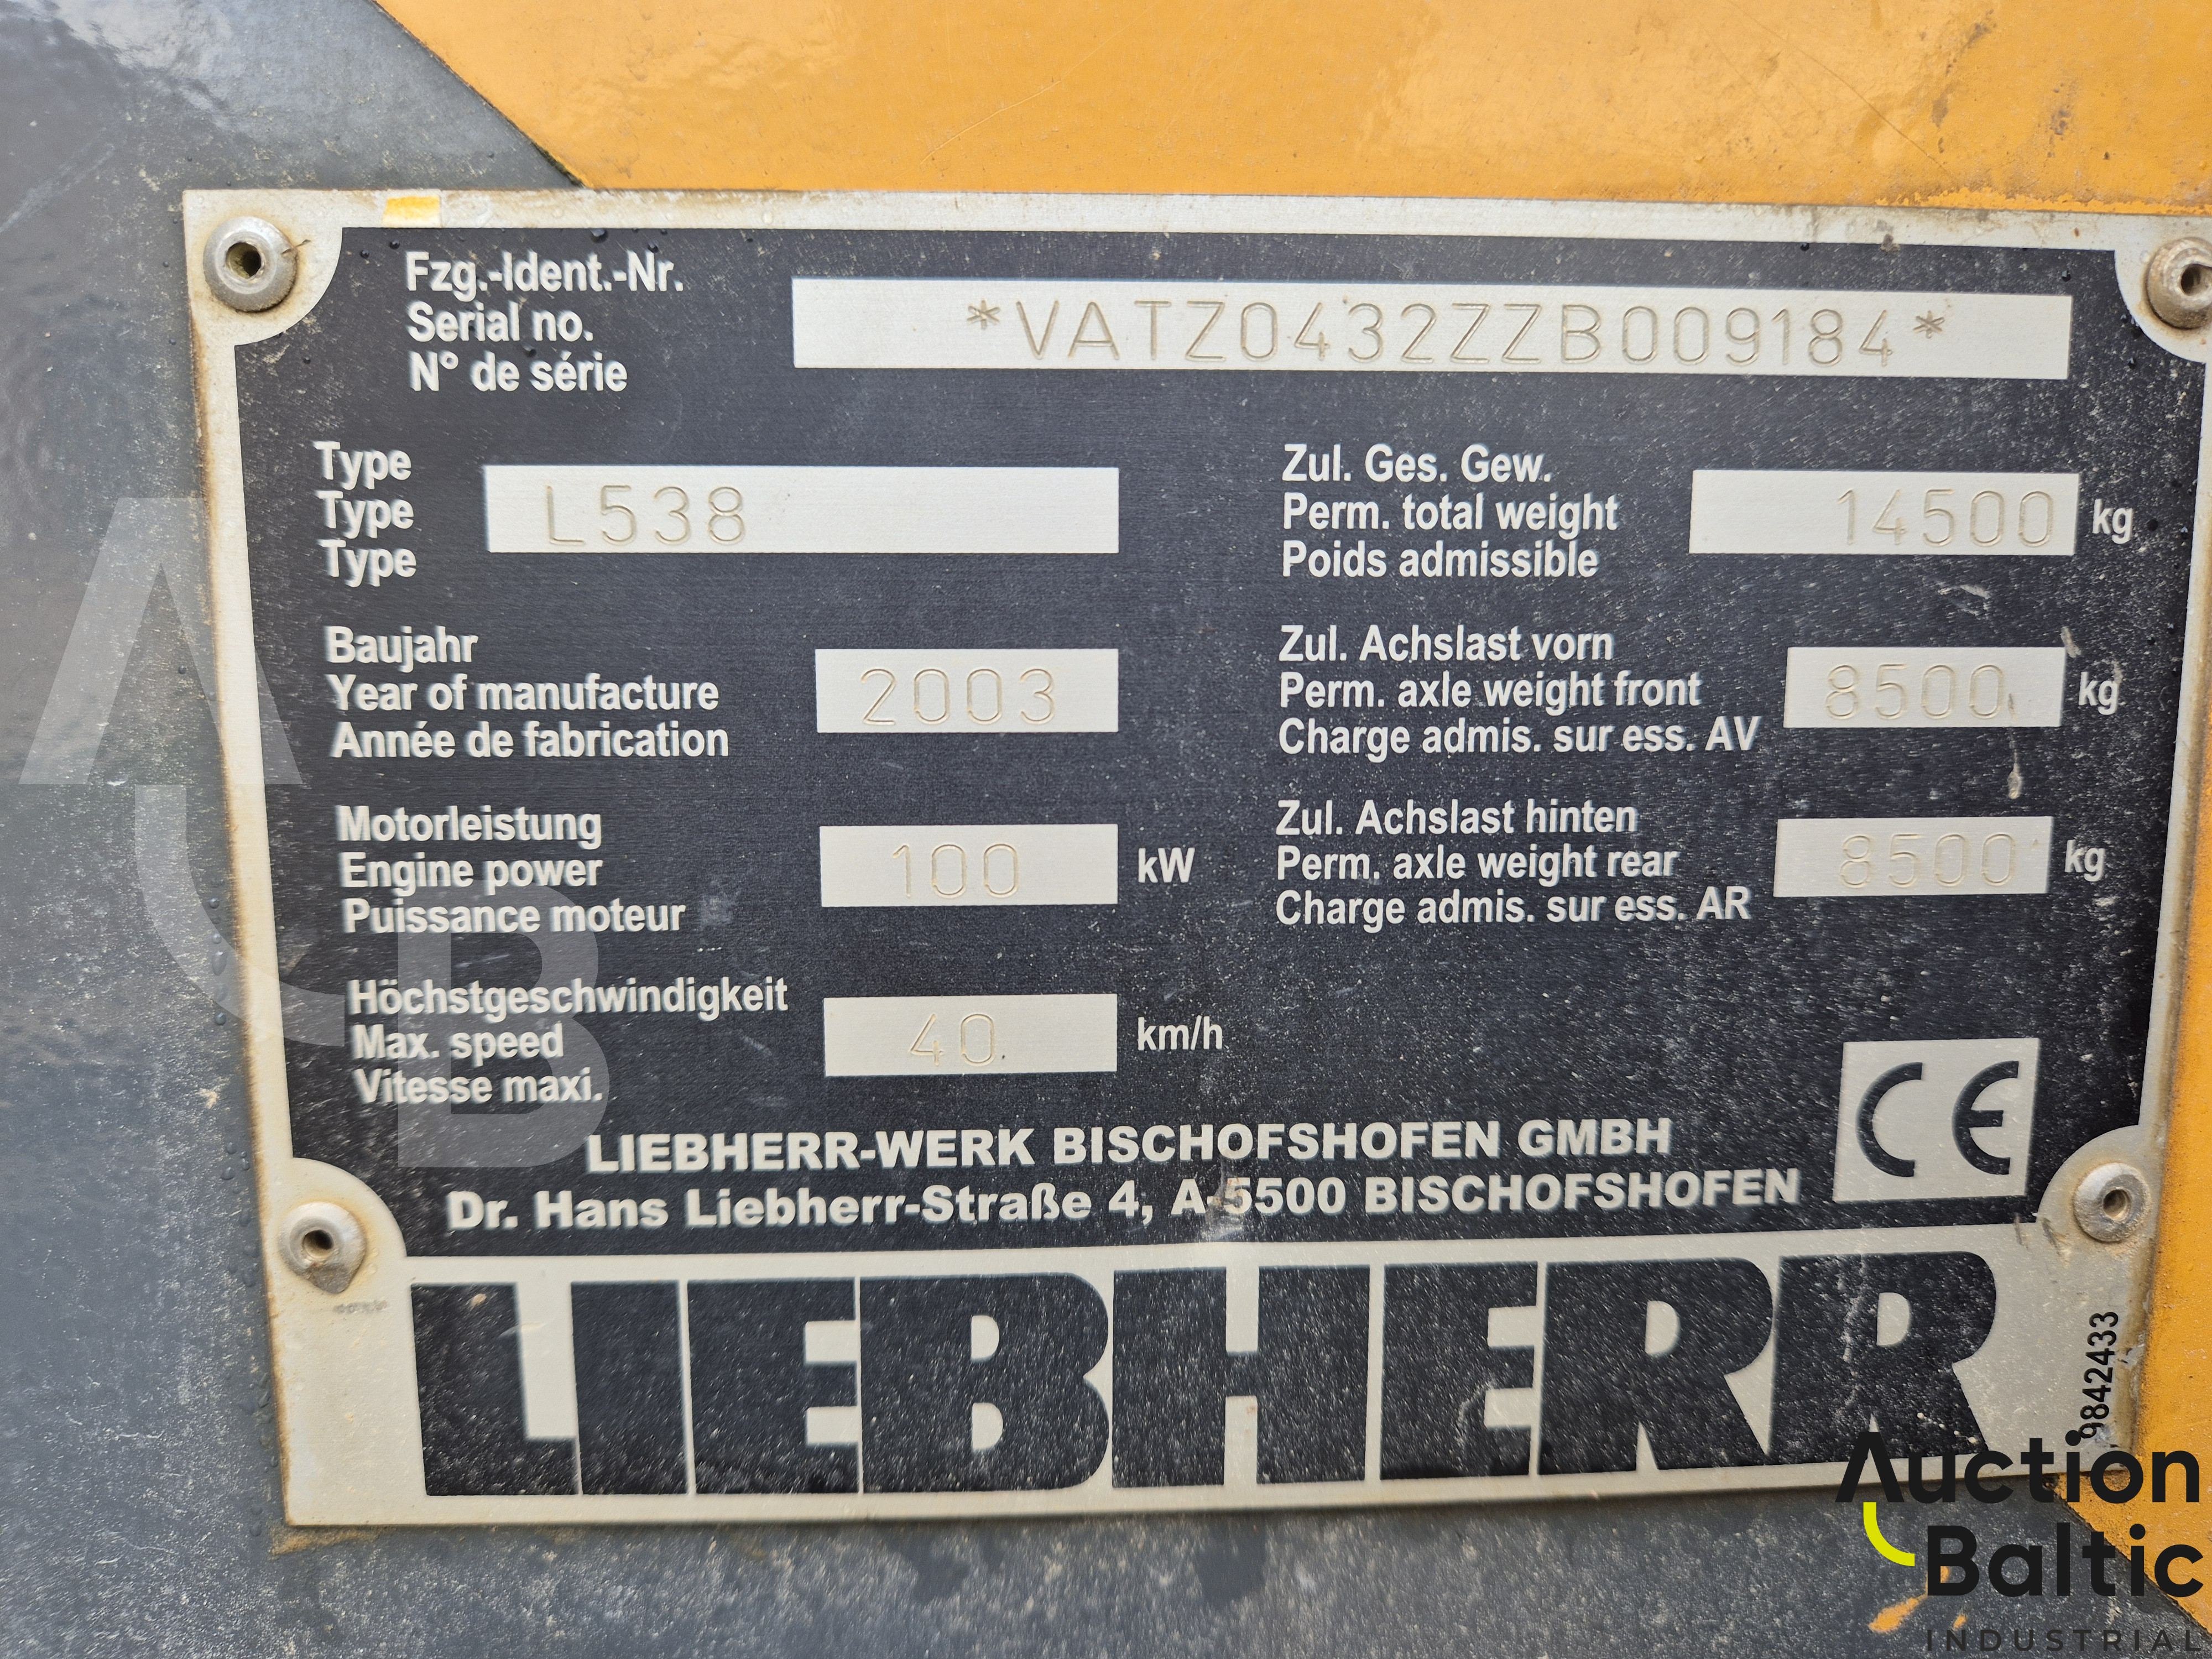 Fzg.-Ident.-Nr.
Serial no.
N° de série
*VATZ0432ZZB009184*
Type
Type
Type
L538
Zul. Ges. Gew.
Perm. total weight
Poids admissible
14500 kg
Baujahr
Year of manufacture
Année de fabrication
2003
Zul. Achslast vorn
Perm. axle weight front
Charge admis. sur ess. AV
8500 kg
Motorleistung
Engine power
Puissance moteur
100 kW
Zul. Achslast hinten
Perm. axle weight rear
Charge admis. sur ess. AR
8500 kg
Höchstgeschwindigkeit
Max. speed
Vitesse maxi.
40 km/h
CE
LIEBHERR-WERK BISCHOFSHOFEN GMBH
Dr. Hans Liebherr-Straße 4, A-5500 BISCHOFSHOFEN
LIEBHERR
9842433
AB
Auction
Baltic
INDUSTRIAL